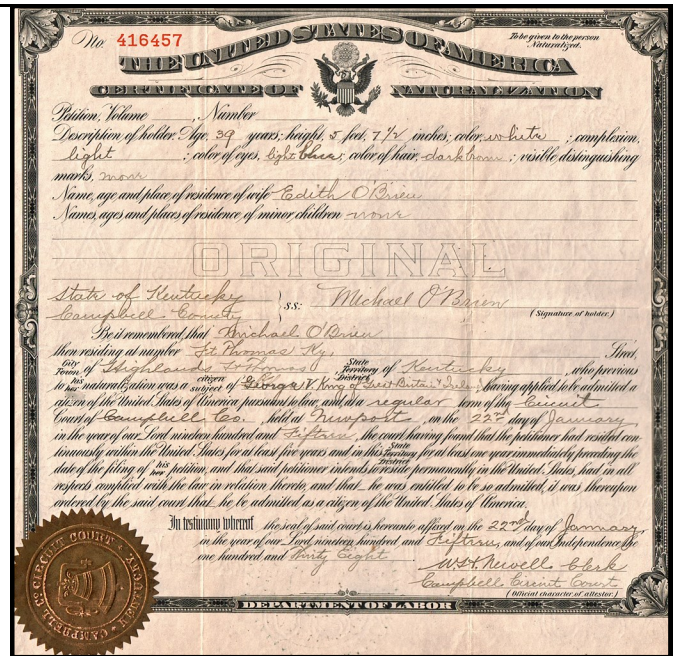 No. 416457
To be given to the person Naturalized.
THE UNITED STATES OF AMERICA
CERTIFICATE OF NATURALIZATION
Petition, Volume , Number
Description of holder: Age, 39 years; height, 5 feet, 7 1/2 inches; color, white ; complexion,
light ; color of eyes, light blue; color of hair, dark brown ; visible distinguishing
marks, none
Name, age and place of residence of wife Edith O'Brien
Names, ages and places of residence of minor children none
ORIGINAL
State of Kentucky
Campbell County } s.s: Michael O'Brien
(Signature of holder.)
Be it remembered, that Michael O'Brien
then residing at number Ft Thomas Ky, Street,
City Town of Highlands Ft Thomas State Territory District of Kentucky , who previous
to his her naturalization was a citizen subject of George V. King of Great Britain & Ireland, having applied to be admitted a
citizen of the United States of America pursuant to law, and, at a regular term of the Circuit
Court of Campbell Co. , held at Newport , on the 22nd day of January
in the year of our Lord nineteen hundred and Fifteen, the court having found that the petitioner had resided con-
tinuously within the United States for at least five years and in this State Territory District for at least one year immediately preceding the
date of the filing of his her petition, and that said petitioner intends to reside permanently in the United States, had in all
respects complied with the law in relation thereto, and that he was entitled to be so admitted, it was thereupon
ordered by the said court that he be admitted as a citizen of the United States of America.
In testimony whereof the seal of said court is hereunto affixed on the 22nd day of January,
in the year of our Lord nineteen hundred and Fifteen, and of our Independence the
one hundred and Thirty Eight
Newell Clerk
Campbell Circuit Court
(Official character of attestor.)
DEPARTMENT OF LABOR
CAMPBELL CO. CIRCUIT COURT